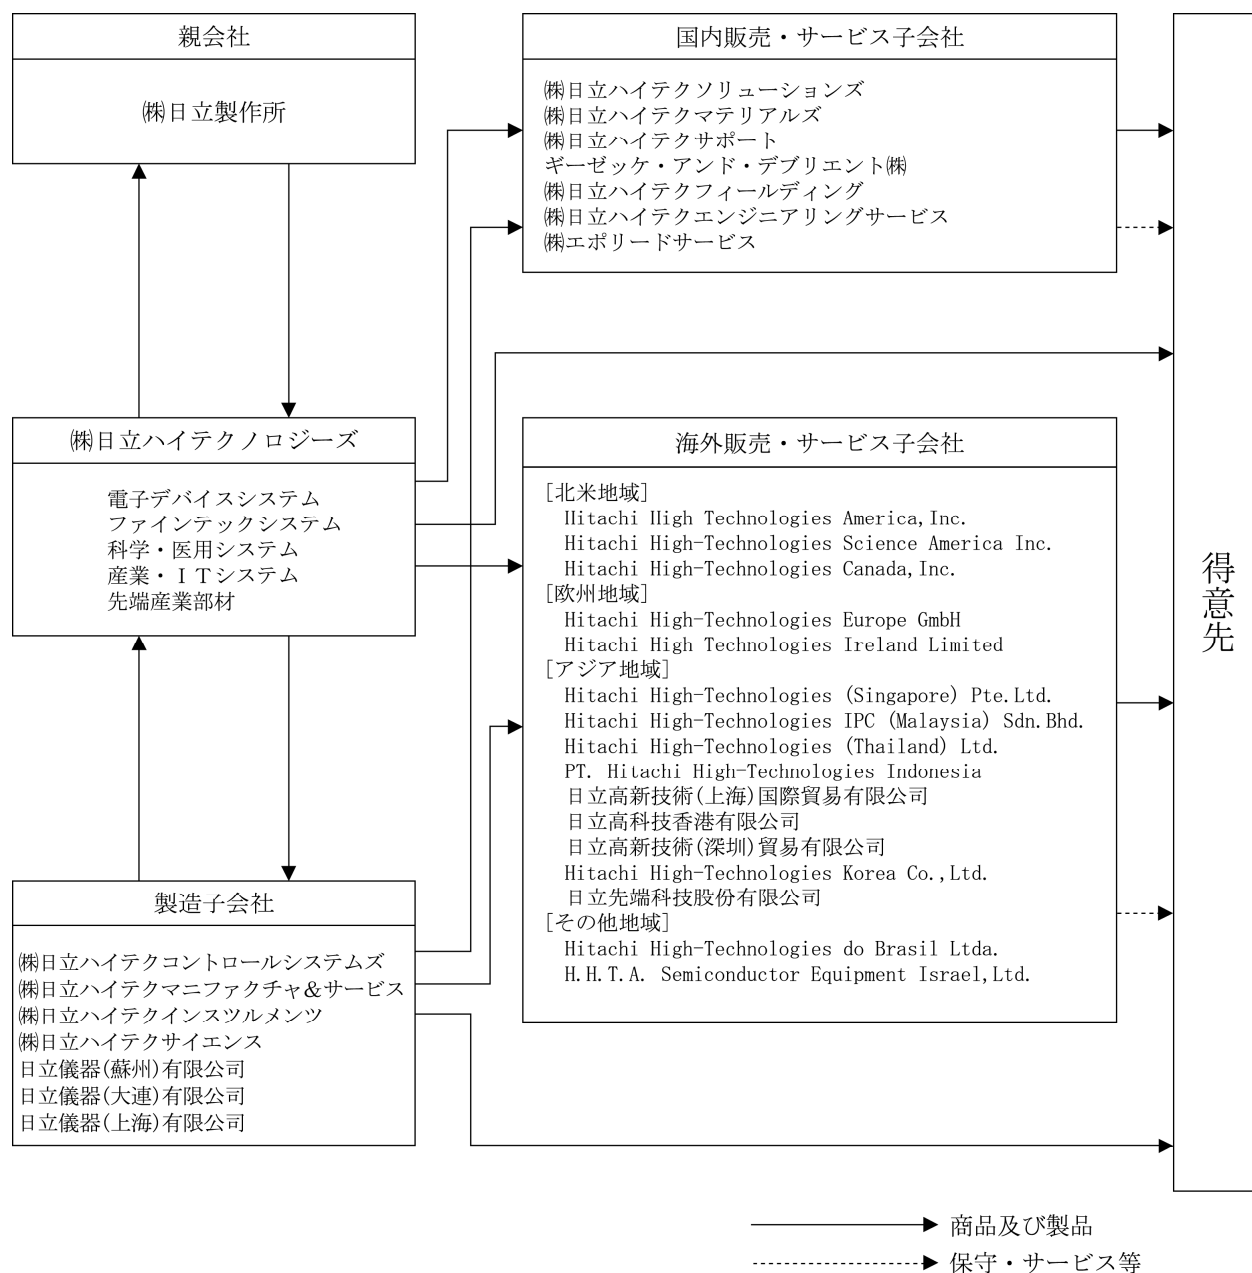 親会社
㈱日立製作所
㈱日立ハイテクノロジーズ
電子デバイスシステム
ファインテックシステム
科学・医用システム
産業・ＩＴシステム
先端産業部材
製造子会社
㈱日立ハイテクコントロールシステムズ
㈱日立ハイテクマニファクチャ&サービス
㈱日立ハイテクインスツルメンツ
㈱日立ハイテクサイエンス
日立儀器(蘇州)有限公司
日立儀器(大連)有限公司
日立儀器(上海)有限公司
国内販売・サービス子会社
㈱日立ハイテクソリューションズ
㈱日立ハイテクマテリアルズ
㈱日立ハイテクサポート
ギーゼッケ・アンド・デブリエント㈱
㈱日立ハイテクフィールディング
㈱日立ハイテクエンジニアリングサービス
㈱エポリードサービス
海外販売・サービス子会社
[北米地域]
Hitachi High Technologies America,Inc.
Hitachi High-Technologies Science America Inc.
Hitachi High-Technologies Canada,Inc.
[欧州地域]
Hitachi High-Technologies Europe GmbH
Hitachi High Technologies Ireland Limited
[アジア地域]
Hitachi High-Technologies (Singapore) Pte.Ltd.
Hitachi High-Technologies IPC (Malaysia) Sdn.Bhd.
Hitachi High-Technologies (Thailand) Ltd.
PT. Hitachi High-Technologies Indonesia
日立高新技術(上海)国際貿易有限公司
日立高科技香港有限公司
日立高新技術(深圳)貿易有限公司
Hitachi High-Technologies Korea Co.,Ltd.
日立先端科技股份有限公司
[その他地域]
Hitachi High-Technologies do Brasil Ltda.
H.H.T.A. Semiconductor Equipment Israel,Ltd.
得意先
商品及び製品
保守・サービス等